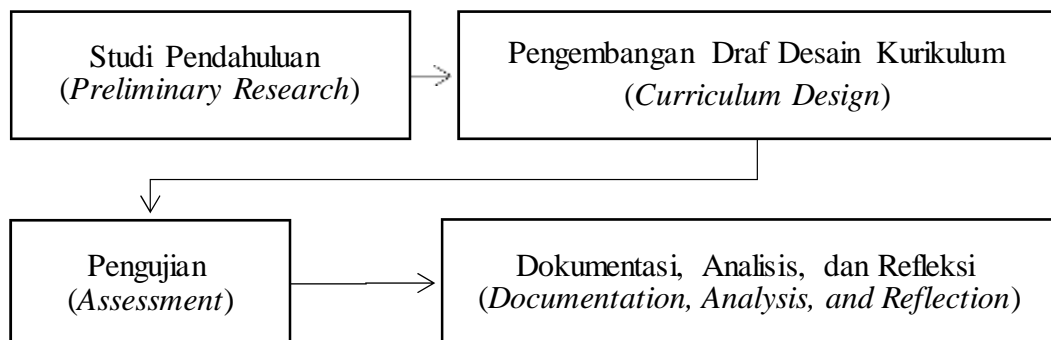 Studi Pendahuluan
(Preliminary Research)
Pengembangan Draf Desain Kurikulum
(Curriculum Design)
Pengujian
(Assessment)
Dokumentasi, Analisis, dan Refleksi
(Documentation, Analysis, and Reflection)